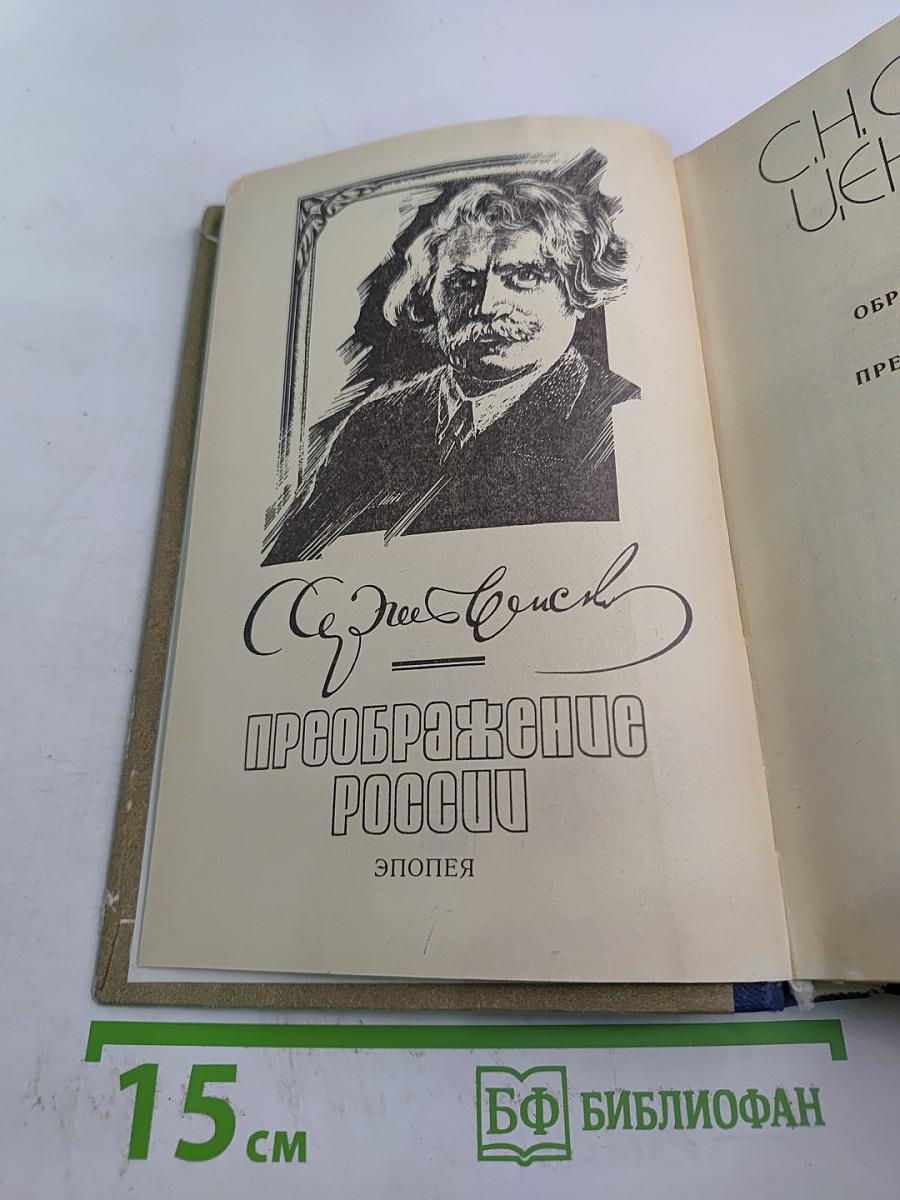 ПРЕОБРАЖЕНИЕ
РОССИИ
ЭПОПЕЯ
С.Н.С
ЦЕН
ОБР
ПРЕ
15 см
БФ БИБЛИОФАН